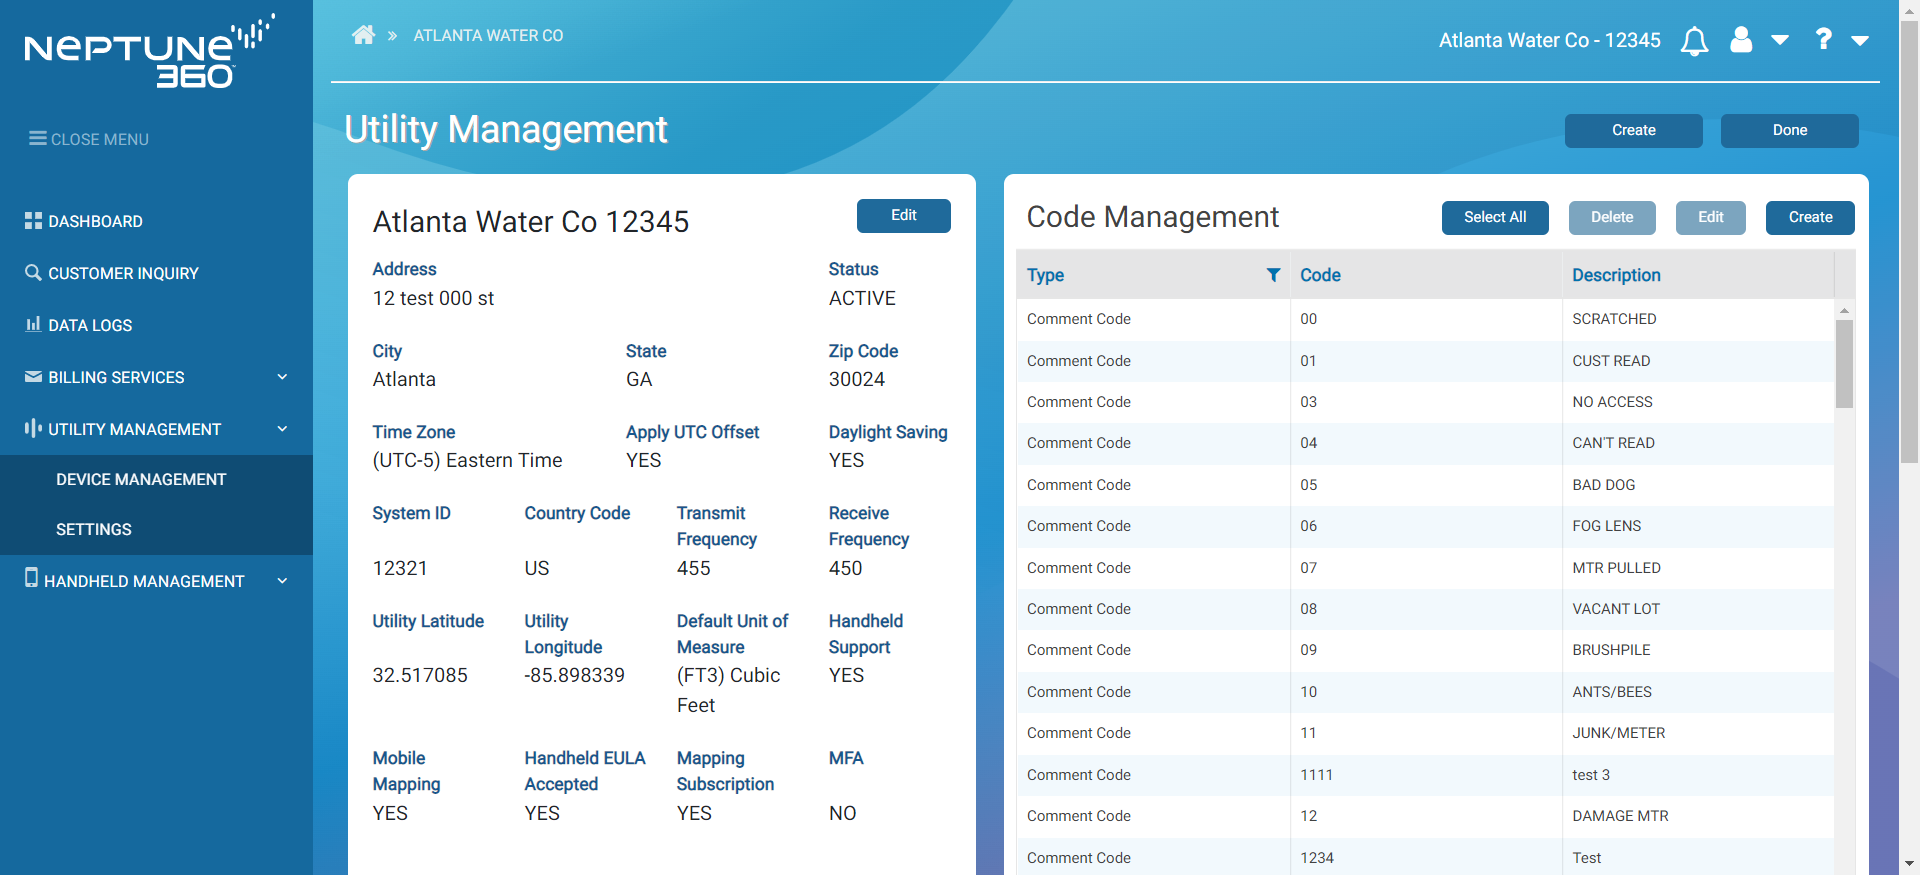 NEPTUNE
360™
CLOSE MENU
DASHBOARD
CUSTOMER INQUIRY
DATA LOGS
BILLING SERVICES
UTILITY MANAGEMENT
DEVICE MANAGEMENT
SETTINGS
HANDHELD MANAGEMENT
» ATLANTA WATER CO
Atlanta Water Co - 12345
?
Utility Management
Create
Done
Atlanta Water Co 12345
Edit
Address
Status
12 test 000 st
ACTIVE
City
State
Zip Code
Atlanta
GA
30024
Time Zone
Apply UTC Offset
Daylight Saving
(UTC-5) Eastern Time
YES
YES
System ID
Country Code
Transmit
Frequency
Receive
Frequency
12321
US
455
450
Utility Latitude
Utility
Longitude
Default Unit of
Measure
Handheld
Support
32.517085
-85.898339
(FT3) Cubic
Feet
YES
Mobile
Mapping
Handheld EULA
Accepted
Mapping
Subscription
MFA
YES
YES
YES
NO
Code Management
Select All
Delete
Edit
Create
Type Code Description
Comment Code 00 SCRATCHED
Comment Code 01 CUST READ
Comment Code 03 NO ACCESS
Comment Code 04 CAN'T READ
Comment Code 05 BAD DOG
Comment Code 06 FOG LENS
Comment Code 07 MTR PULLED
Comment Code 08 VACANT LOT
Comment Code 09 BRUSHPILE
Comment Code 10 ANTS/BEES
Comment Code 11 JUNK/METER
Comment Code 1111 test 3
Comment Code 12 DAMAGE MTR
Comment Code 1234 Test